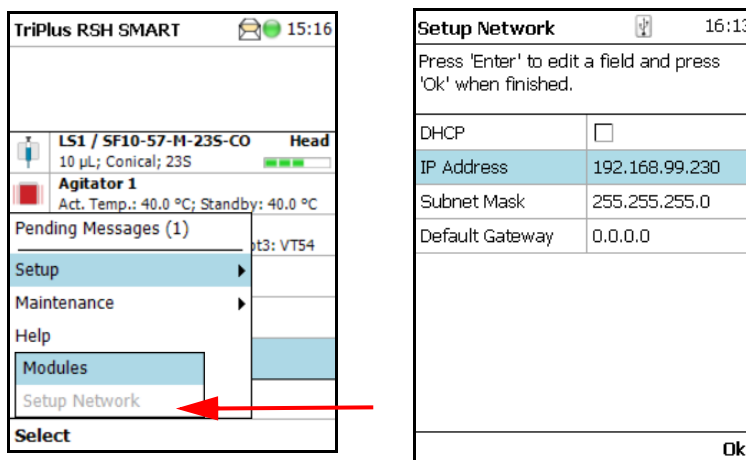 TriPlus RSH SMART 15:16
LS1 / SF10-57-M-23S-CO Head
10 µL; Conical; 23S
Agitator 1
Act. Temp.: 40.0 °C; Standby: 40.0 °C
Pending Messages (1)
pt3: VT54
Setup
Maintenance
Help
Modules
Setup Network
Select
Setup Network 16:13
Press 'Enter' to edit a field and press
'Ok' when finished.
DHCP
IP Address 192.168.99.230
Subnet Mask 255.255.255.0
Default Gateway 0.0.0.0
Ok